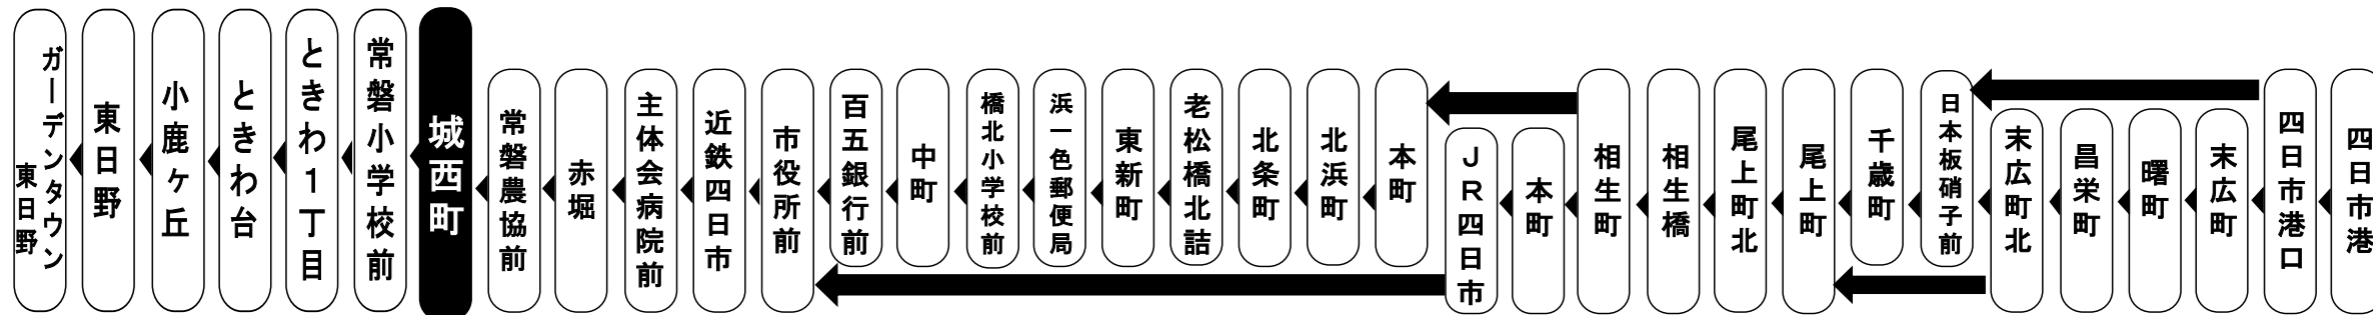 ガーデンタウン
東日野
東日野
小鹿ヶ丘
ときわ台
ときわ1丁目
常磐小学校前
城西町
常磐農協前
赤堀
主体会病院前
近鉄四日市
市役所前
百五銀行前
中町
橋北小学校前
浜一色郵便局
東新町
老松橋北詰
北条町
北浜町
本町
JR四日市
本町
相生町
相生橋
尾上町北
尾上町
千歳町
日本板硝子前
末広町北
昌栄町
曙町
末広町
四日市港口
四日市港